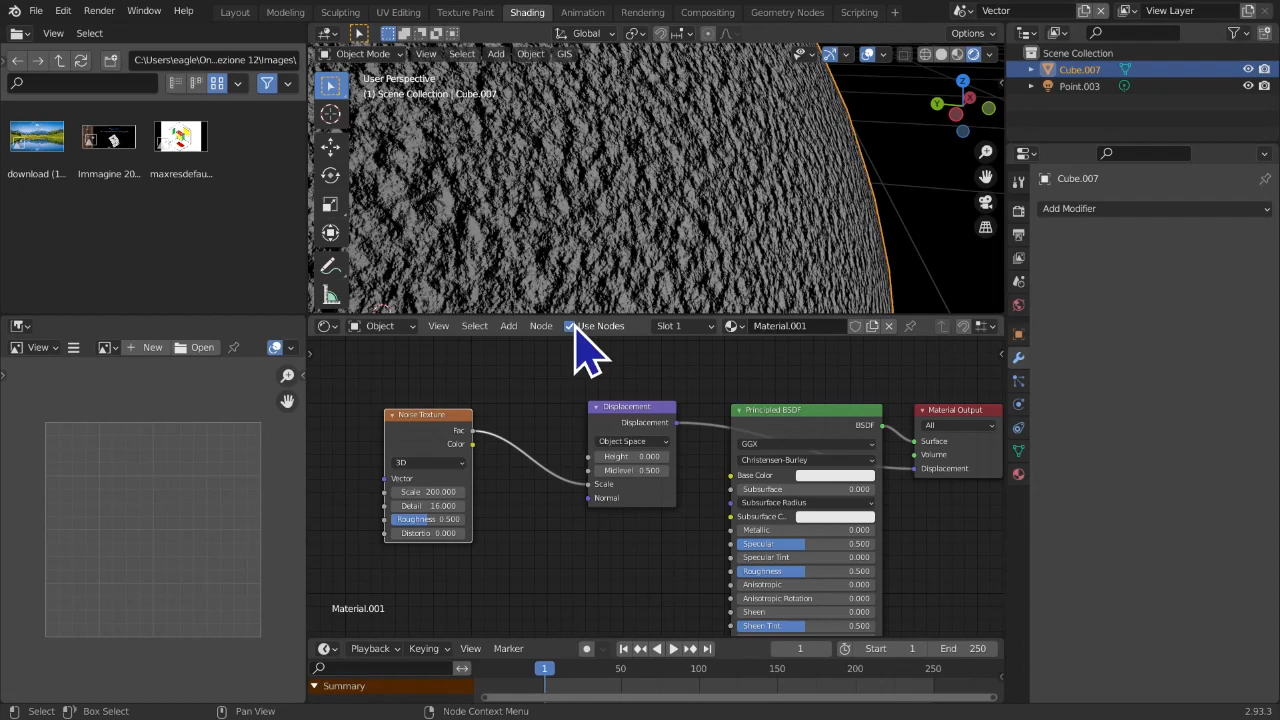 File Edit Render Window Help Layout Modeling Sculpting UV Editing Texture Paint Shading Animation Rendering Compositing Geometry Nodes Scripting + Vector View Layer
View Select
C:\Users\eagle\On...ezione 12\Images\
download (1...
Immagine 20...
maxresdefau...
Global
Options
Object Mode View Select Add Object GIS
User Perspective
(1) Scene Collection | Cube.007
Z
X
Y
Scene Collection
Cube.007
Point.003
Cube.007
Add Modifier
View
New
Open
Object View Select Add Node Use Nodes Slot 1 Material.001
Noise Texture
Fac
Color
3D
Vector
Scale 200.000
Detail 16.000
Roughness 0.500
Distortio 0.000
Displacement
Displacement
Object Space
Height 0.000
Midlevel 0.500
Scale
Normal
Principled BSDF
BSDF
GGX
Christensen-Burley
Base Color
Subsurface 0.000
Subsurface Radius
Subsurface C..
Metallic 0.000
Specular 0.500
Specular Tint 0.000
Roughness 0.500
Anisotropic 0.000
Anisotropic Rotation 0.000
Sheen 0.000
Sheen Tint 0.500
Material Output
All
Surface
Volume
Displacement
Material.001
Playback Keying View Marker 1 Start 1 End 250
1 50 100 150 200 250
Summary
Select Box Select Pan View Node Context Menu 2.93.3